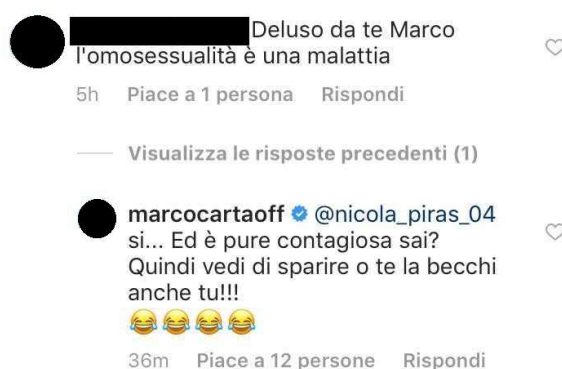 Deluso da te Marco
l'omosessualità è una malattia
5h Piace a 1 persona Rispondi
Visualizza le risposte precedenti (1)
marcocartaoff @nicola_piras_04
si... Ed è pure contagiosa sai?
Quindi vedi di sparire o te la becchi
anche tu!!!
😂😂😂😂
36m Piace a 12 persone Rispondi